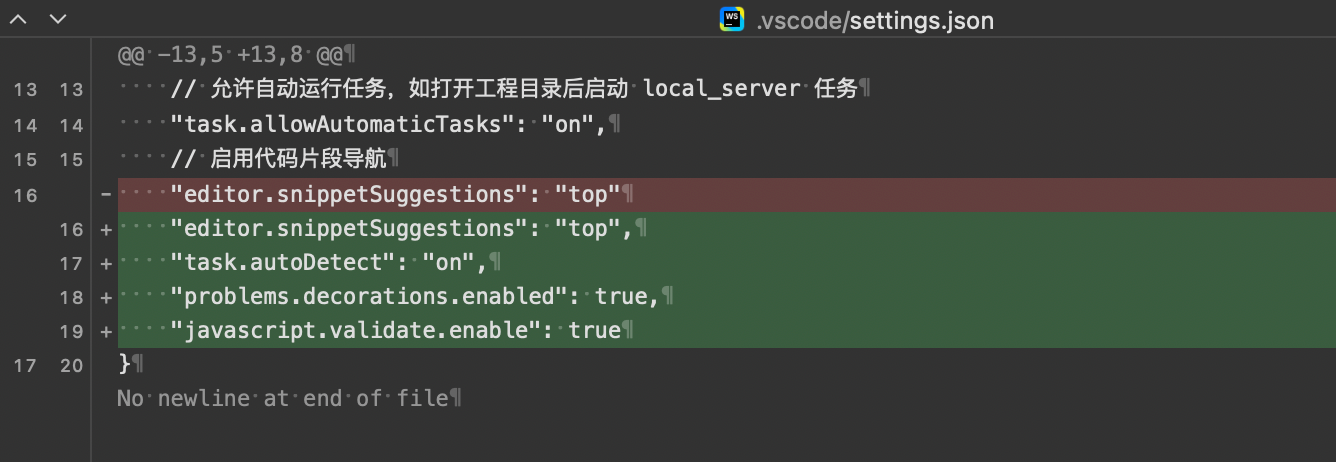 WS .vscode/settings.json
@@ -13,5 +13,8 @@¶
13 13 // 允许自动运行任务，如打开工程目录后启动 local_server 任务¶
14 14 "task.allowAutomaticTasks": "on",¶
15 15 // 启用代码片段导航¶
16 - "editor.snippetSuggestions": "top"¶
16 + "editor.snippetSuggestions": "top",¶
17 + "task.autoDetect": "on",¶
18 + "problems.decorations.enabled": true,¶
19 + "javascript.validate.enable": true¶
17 20 }¶
No newline at end of file¶